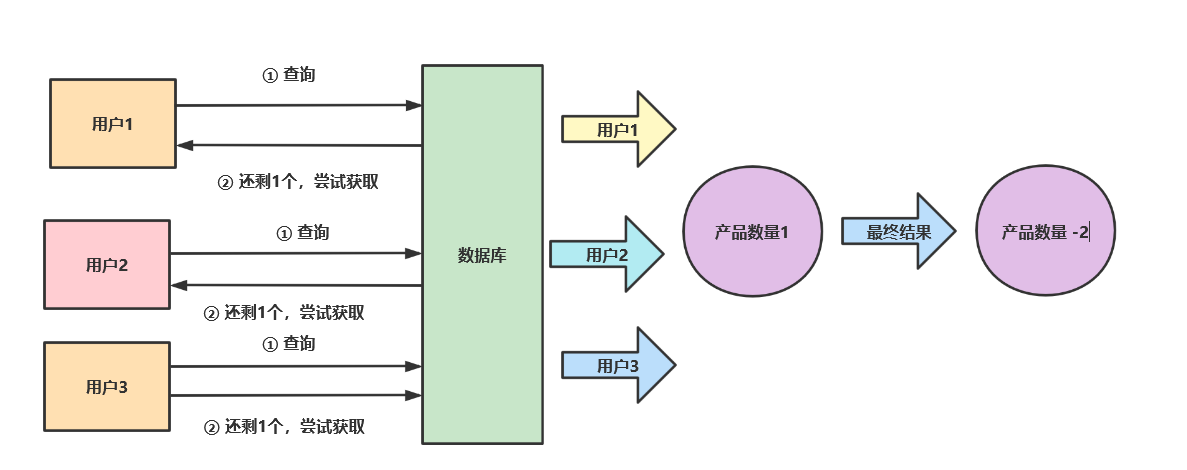 ① 查询
用户1
② 还剩1个，尝试获取
① 查询
用户2
② 还剩1个，尝试获取
① 查询
用户3
② 还剩1个，尝试获取
数据库
用户1
用户2
用户3
产品数量1
最终结果
产品数量 -2